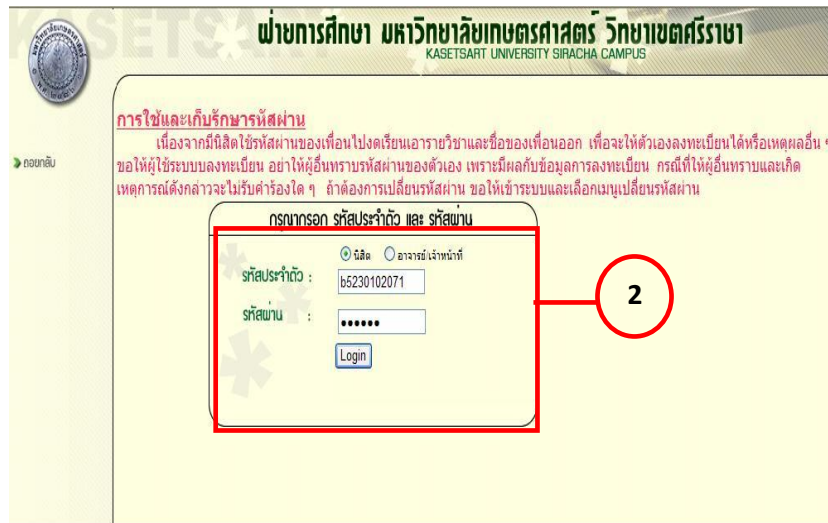 KASETSART
ฝ่ายการศึกษา มหาวิทยาลัยเกษตรศาสตร์ วิทยาเขตศรีราชา
KASETSART UNIVERSITY SIRACHA CAMPUS
ถอยกลับ
การใช้และเก็บรักษารหัสผ่าน
เนื่องจากมีนิสิตใช้รหัสผ่านของเพื่อนไปงดเรียนเอารายวิชาและชื่อของเพื่อนออก เพื่อจะให้ตัวเองลงทะเบียนได้หรือเหตุผลอื่น ๆ
ขอให้ผู้ใช้ระบบบลงทะเบียน อย่าให้ผู้อื่นทราบรหัสผ่านของตัวเอง เพราะมีผลกับข้อมูลการลงทะเบียน กรณีที่ให้ผู้อื่นทราบและเกิด
เหตุการณ์ดังกล่าวจะไม่รับคำร้องใด ๆ ถ้าต้องการเปลี่ยนรหัสผ่าน ขอให้เข้าระบบและเลือกเมนูเปลี่ยนรหัสผ่าน
กรุณากรอก รหัสประจำตัว และ รหัสผ่าน
นิสิต อาจารย์/เจ้าหน้าที่
รหัสประจำตัว : b5230102071
รหัสผ่าน : ••••••
Login
2